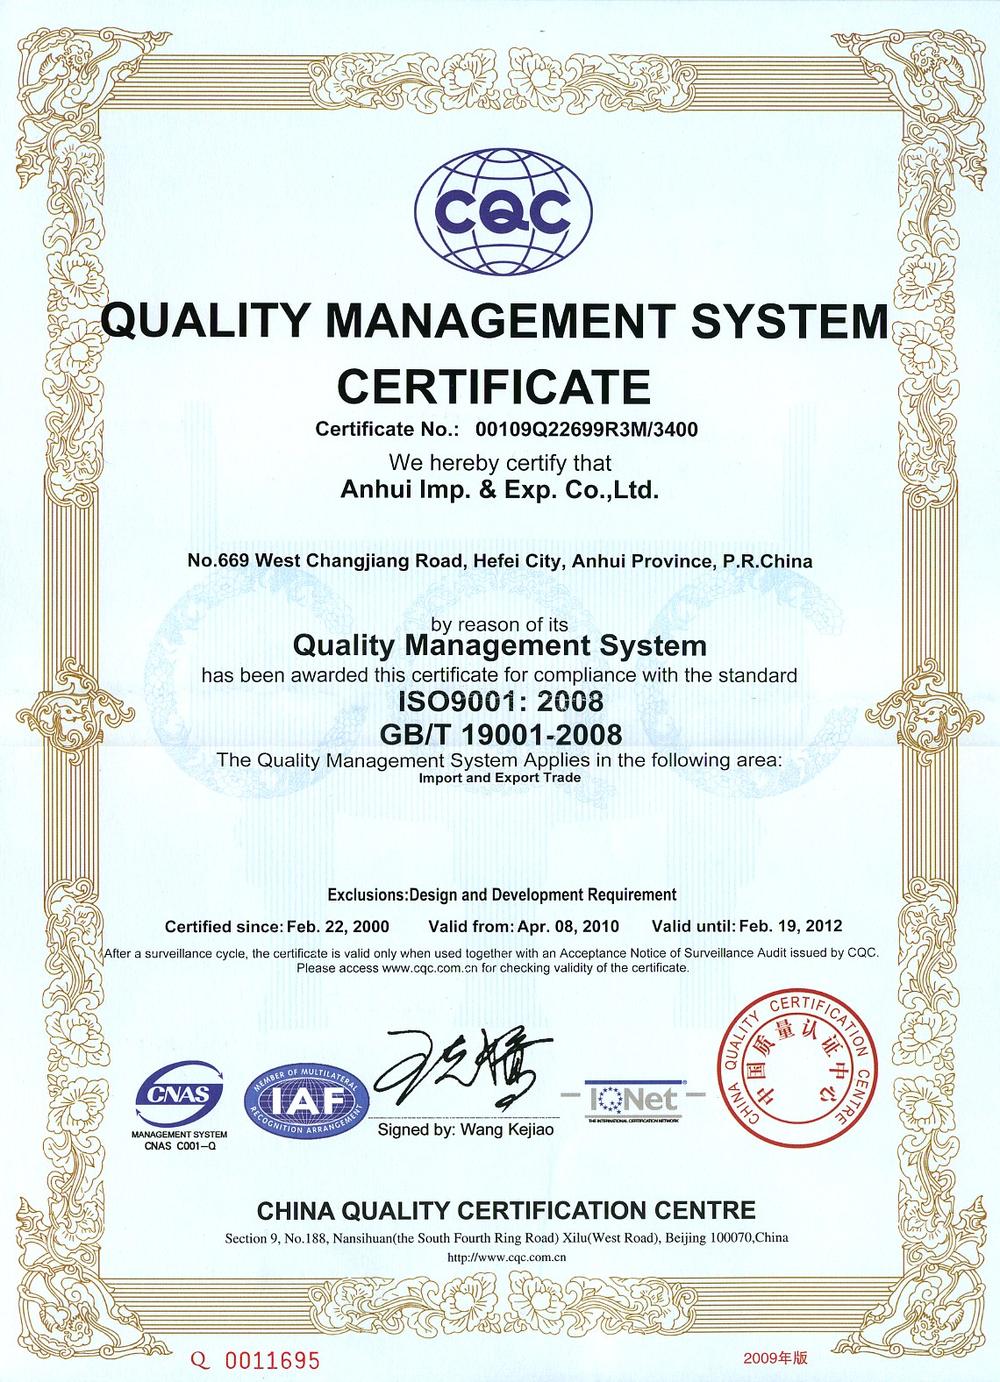 CQC
QUALITY MANAGEMENT SYSTEM
CERTIFICATE
Certificate No.: 00109Q22699R3M/3400
We hereby certify that
Anhui Imp. & Exp. Co.,Ltd.
No.669 West Changjiang Road, Hefei City, Anhui Province, P.R.China
by reason of its
Quality Management System
has been awarded this certificate for compliance with the standard
ISO9001: 2008
GB/T 19001-2008
The Quality Management System Applies in the following area:
Import and Export Trade
Exclusions:Design and Development Requirement
Certified since: Feb. 22, 2000 Valid from: Apr. 08, 2010 Valid until: Feb. 19, 2012
After a surveillance cycle, the certificate is valid only when used together with an Acceptance Notice of Surveillance Audit issued by CQC.
Please access www.cqc.com.cn for checking validity of the certificate.
CNAS
MANAGEMENT SYSTEM
CNAS C001-Q
MEMBER OF MULTILATERAL
IAF
RECOGNITION ARRANGEMENT
Signed by: Wang Kejiao
IQNet
THE INTERNATIONAL CERTIFICATION NETWORK
CHINA QUALITY CERTIFICATION CENTRE
中国质量认证中心
CHINA QUALITY CERTIFICATION CENTRE
Section 9, No.188, Nansihuan(the South Fourth Ring Road) Xilu(West Road), Beijing 100070,China
http://www.cqc.com.cn
Q 0011695
2009年版